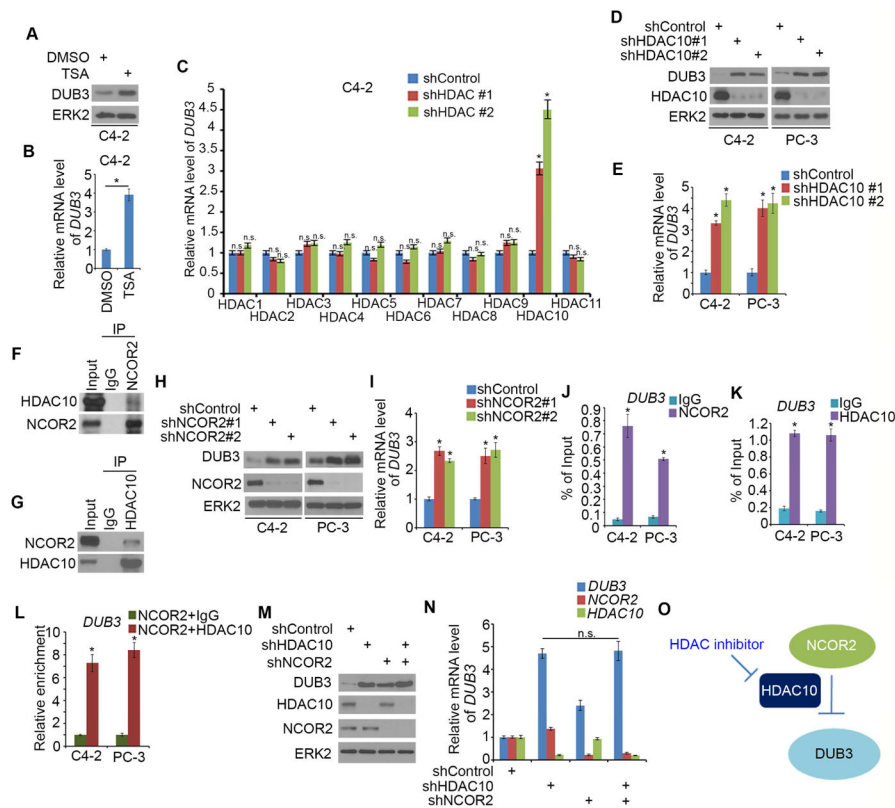 A
DMSO +
TSA +
DUB3
ERK2
C4-2
B
C4-2
*
Relative mRNA level
of DUB3
5
4
3
2
1
0
DMSO
TSA
C
C4-2
shControl
shHDAC #1
shHDAC #2
Relative mRNA level of DUB3
5
4.5
4
3.5
3
2.5
2
1.5
1
0.5
0
n.s. n.s. n.s. n.s. n.s. n.s. n.s. n.s. n.s. n.s. n.s. n.s. n.s. n.s. n.s. n.s. n.s. n.s. * * n.s. n.s.
HDAC1 HDAC3 HDAC5 HDAC7 HDAC9 HDAC11
HDAC2 HDAC4 HDAC6 HDAC8 HDAC10
D
shControl + +
shHDAC10#1 + +
shHDAC10#2 + +
DUB3
HDAC10
ERK2
C4-2 PC-3
E
shControl
shHDAC10 #1
shHDAC10 #2
Relative mRNA level
of DUB3
5
4
3
2
1
0
* * * *
C4-2 PC-3
F
IP
Input IgG NCOR2
HDAC10
NCOR2
G
IP
Input IgG HDAC10
NCOR2
HDAC10
H
shControl + +
shNCOR2#1 + +
shNCOR2#2 + +
DUB3
NCOR2
ERK2
C4-2 PC-3
I
shControl
shNCOR2#1
shNCOR2#2
Relative mRNA level
of DUB3
4
3
2
1
0
* * * *
C4-2 PC-3
J
DUB3
IgG
NCOR2
% of Input
0.9
0.8
0.7
0.6
0.5
0.4
0.3
0.2
0.1
0
* *
C4-2 PC-3
K
DUB3
IgG
HDAC10
% of Input
1.2
1.0
0.8
0.6
0.4
0.2
0
* *
C4-2 PC-3
L
DUB3
NCOR2+IgG
NCOR2+HDAC10
Relative enrichment
10
8
6
4
2
0
* *
C4-2 PC-3
M
shControl +
shHDAC10 + +
shNCOR2 + +
DUB3
HDAC10
NCOR2
ERK2
N
DUB3
NCOR2
HDAC10
Relative mRNA level
of DUB3
6
5
4
3
2
1
0
n.s.
shControl +
shHDAC10 + +
shNCOR2 + +
O
HDAC inhibitor
NCOR2
HDAC10
DUB3